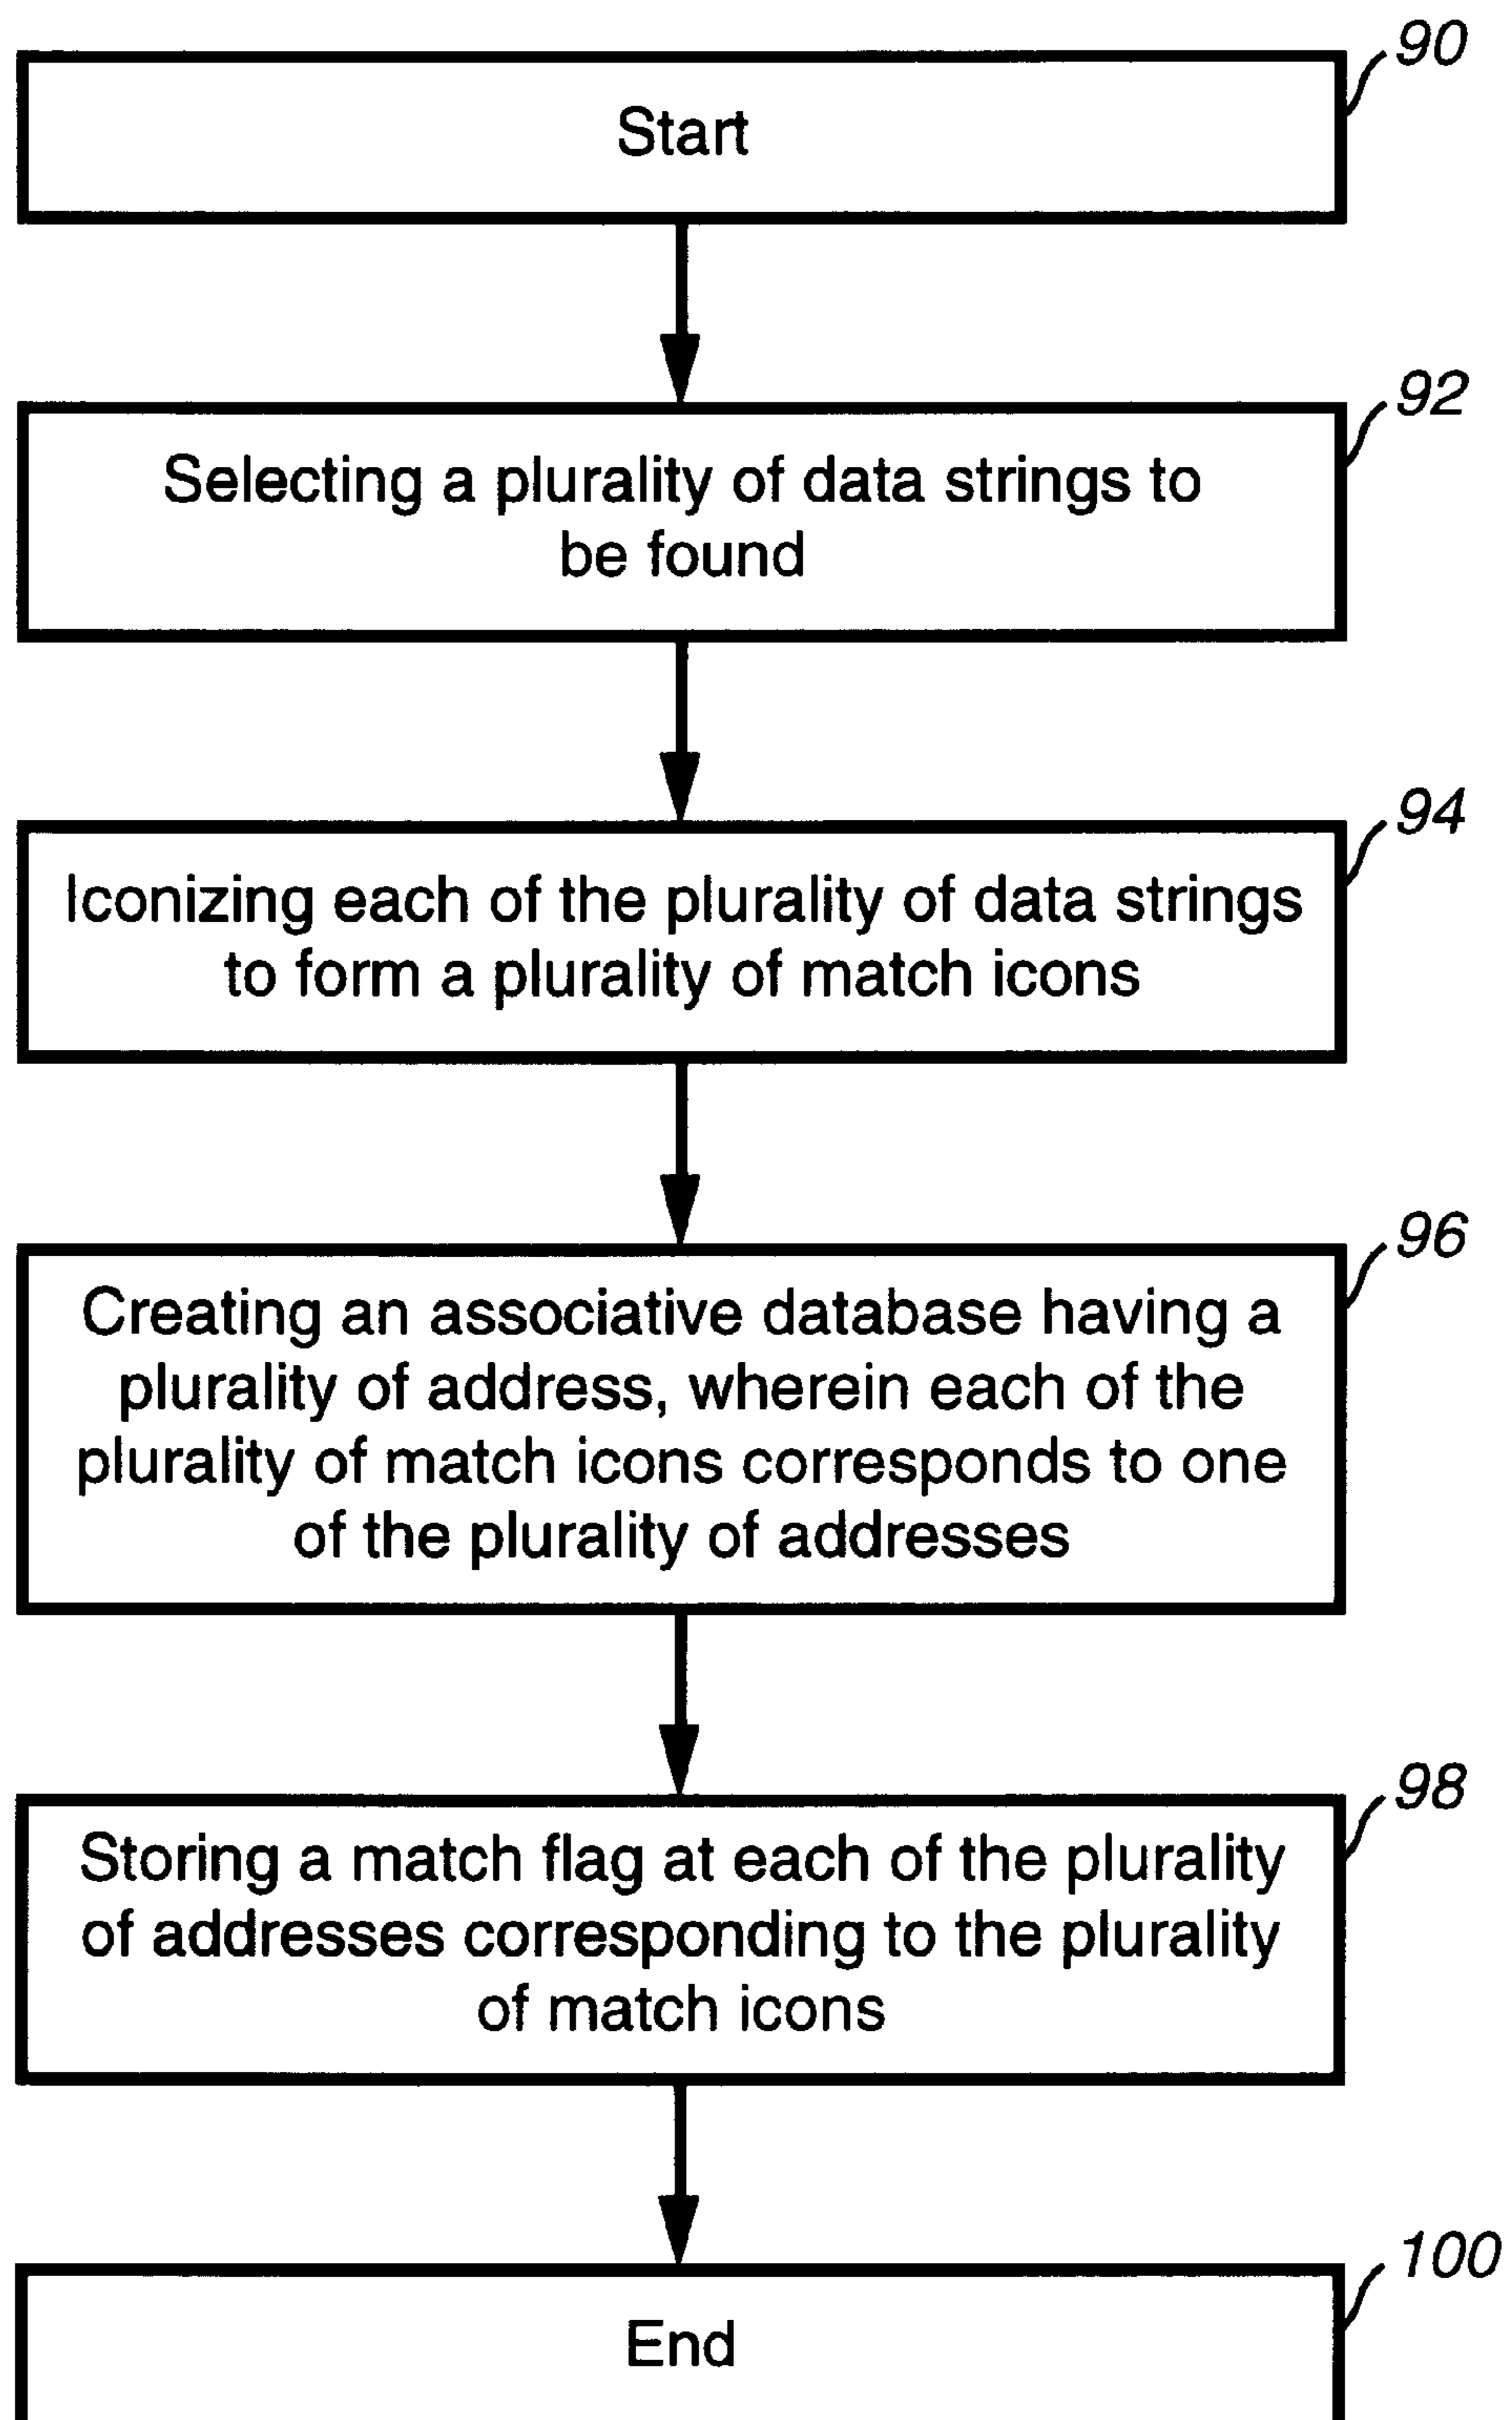 90
Start
92
Selecting a plurality of data strings to
be found
94
Iconizing each of the plurality of data strings
to form a plurality of match icons
96
Creating an associative database having a
plurality of address, wherein each of the
plurality of match icons corresponds to one
of the plurality of addresses
98
Storing a match flag at each of the plurality
of addresses corresponding to the plurality
of match icons
100
End